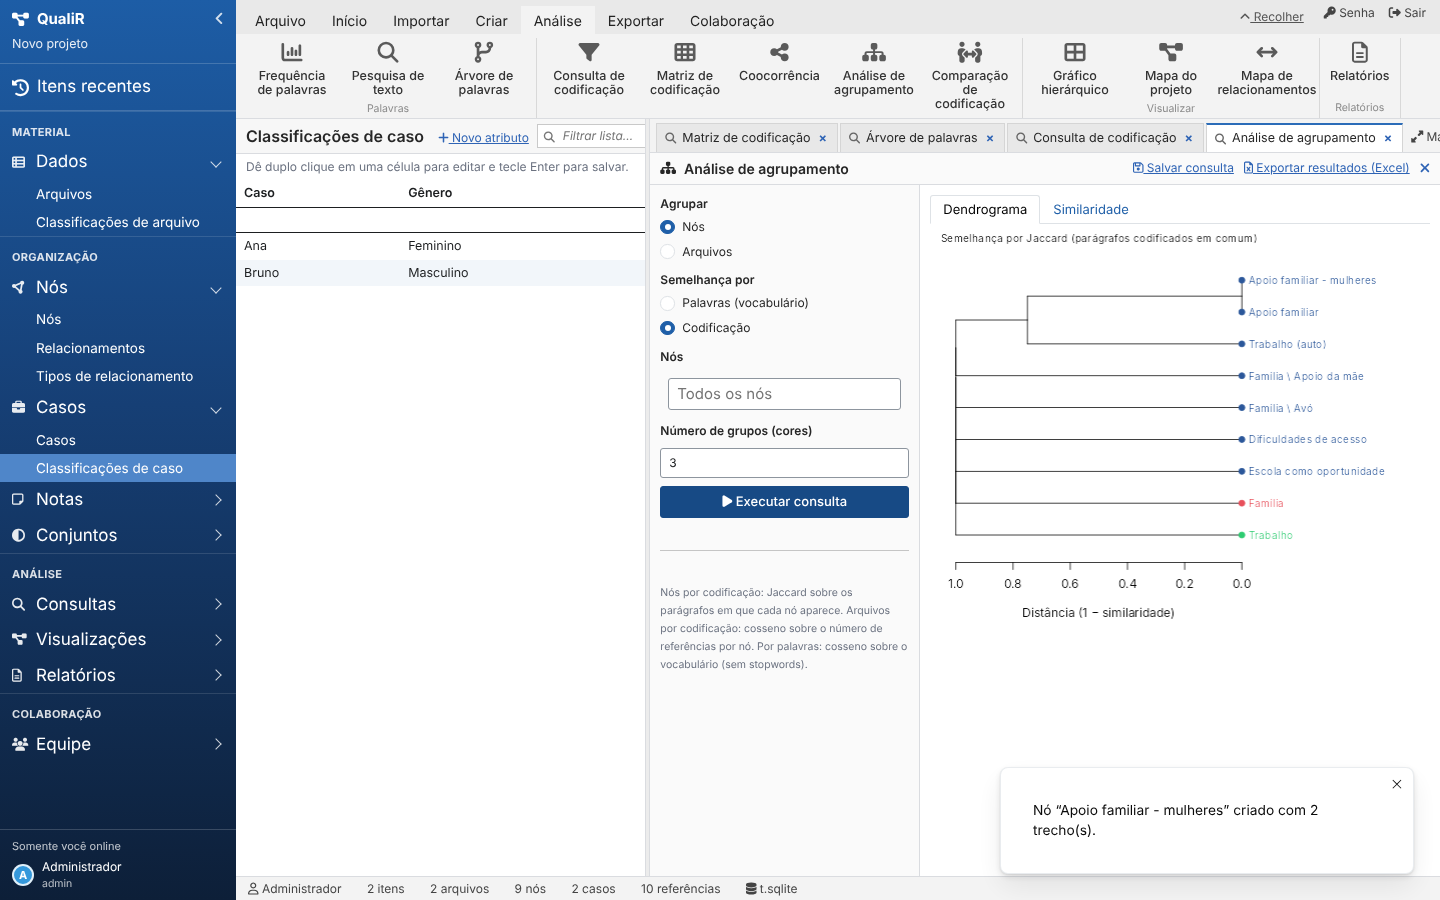 QualiR
Novo projeto
Itens recentes
MATERIAL
Dados
Arquivos
Classificações de arquivo
ORGANIZAÇÃO
Nós
Nós
Relacionamentos
Tipos de relacionamento
Casos
Casos
Classificações de caso
Notas
Conjuntos
ANÁLISE
Consultas
Visualizações
Relatórios
COLABORAÇÃO
Equipe
Somente você online
A
Administrador
admin
Arquivo Início Importar Criar Análise Exportar Colaboração
Recolher Senha Sair
Frequência de palavras
Pesquisa de texto
Árvore de palavras
Palavras
Consulta de codificação
Matriz de codificação
Coocorrência
Análise de agrupamento
Comparação de codificação
Gráfico hierárquico
Mapa do projeto
Mapa de relacionamentos
Visualizar
Relatórios
Relatórios
Classificações de caso
Novo atributo
Filtrar lista...
Dê duplo clique em uma célula para editar e tecle Enter para salvar.
Caso Gênero
Ana Feminino
Bruno Masculino
Matriz de codificação × Árvore de palavras × Consulta de codificação × Análise de agrupamento × Ma
Análise de agrupamento
Salvar consulta Exportar resultados (Excel)
Agrupar
Nós
Arquivos
Semelhança por
Palavras (vocabulário)
Codificação
Nós
Todos os nós
Número de grupos (cores)
3
Executar consulta
Nós por codificação: Jaccard sobre os
parágrafos em que cada nó aparece. Arquivos
por codificação: cosseno sobre o número de
referências por nó. Por palavras: cosseno sobre o
vocabulário (sem stopwords).
Dendrograma Similaridade
Semelhança por Jaccard (parágrafos codificados em comum)
Apoio familiar - mulheres
Apoio familiar
Trabalho (auto)
Família \ Apoio da mãe
Família \ Avó
Dificuldades de acesso
Escola como oportunidade
Família
Trabalho
1.0 0.8 0.6 0.4 0.2 0.0
Distância (1 − similaridade)
Nó “Apoio familiar - mulheres” criado com 2
trecho(s).
Administrador 2 itens 2 arquivos 9 nós 2 casos 10 referências t.sqlite